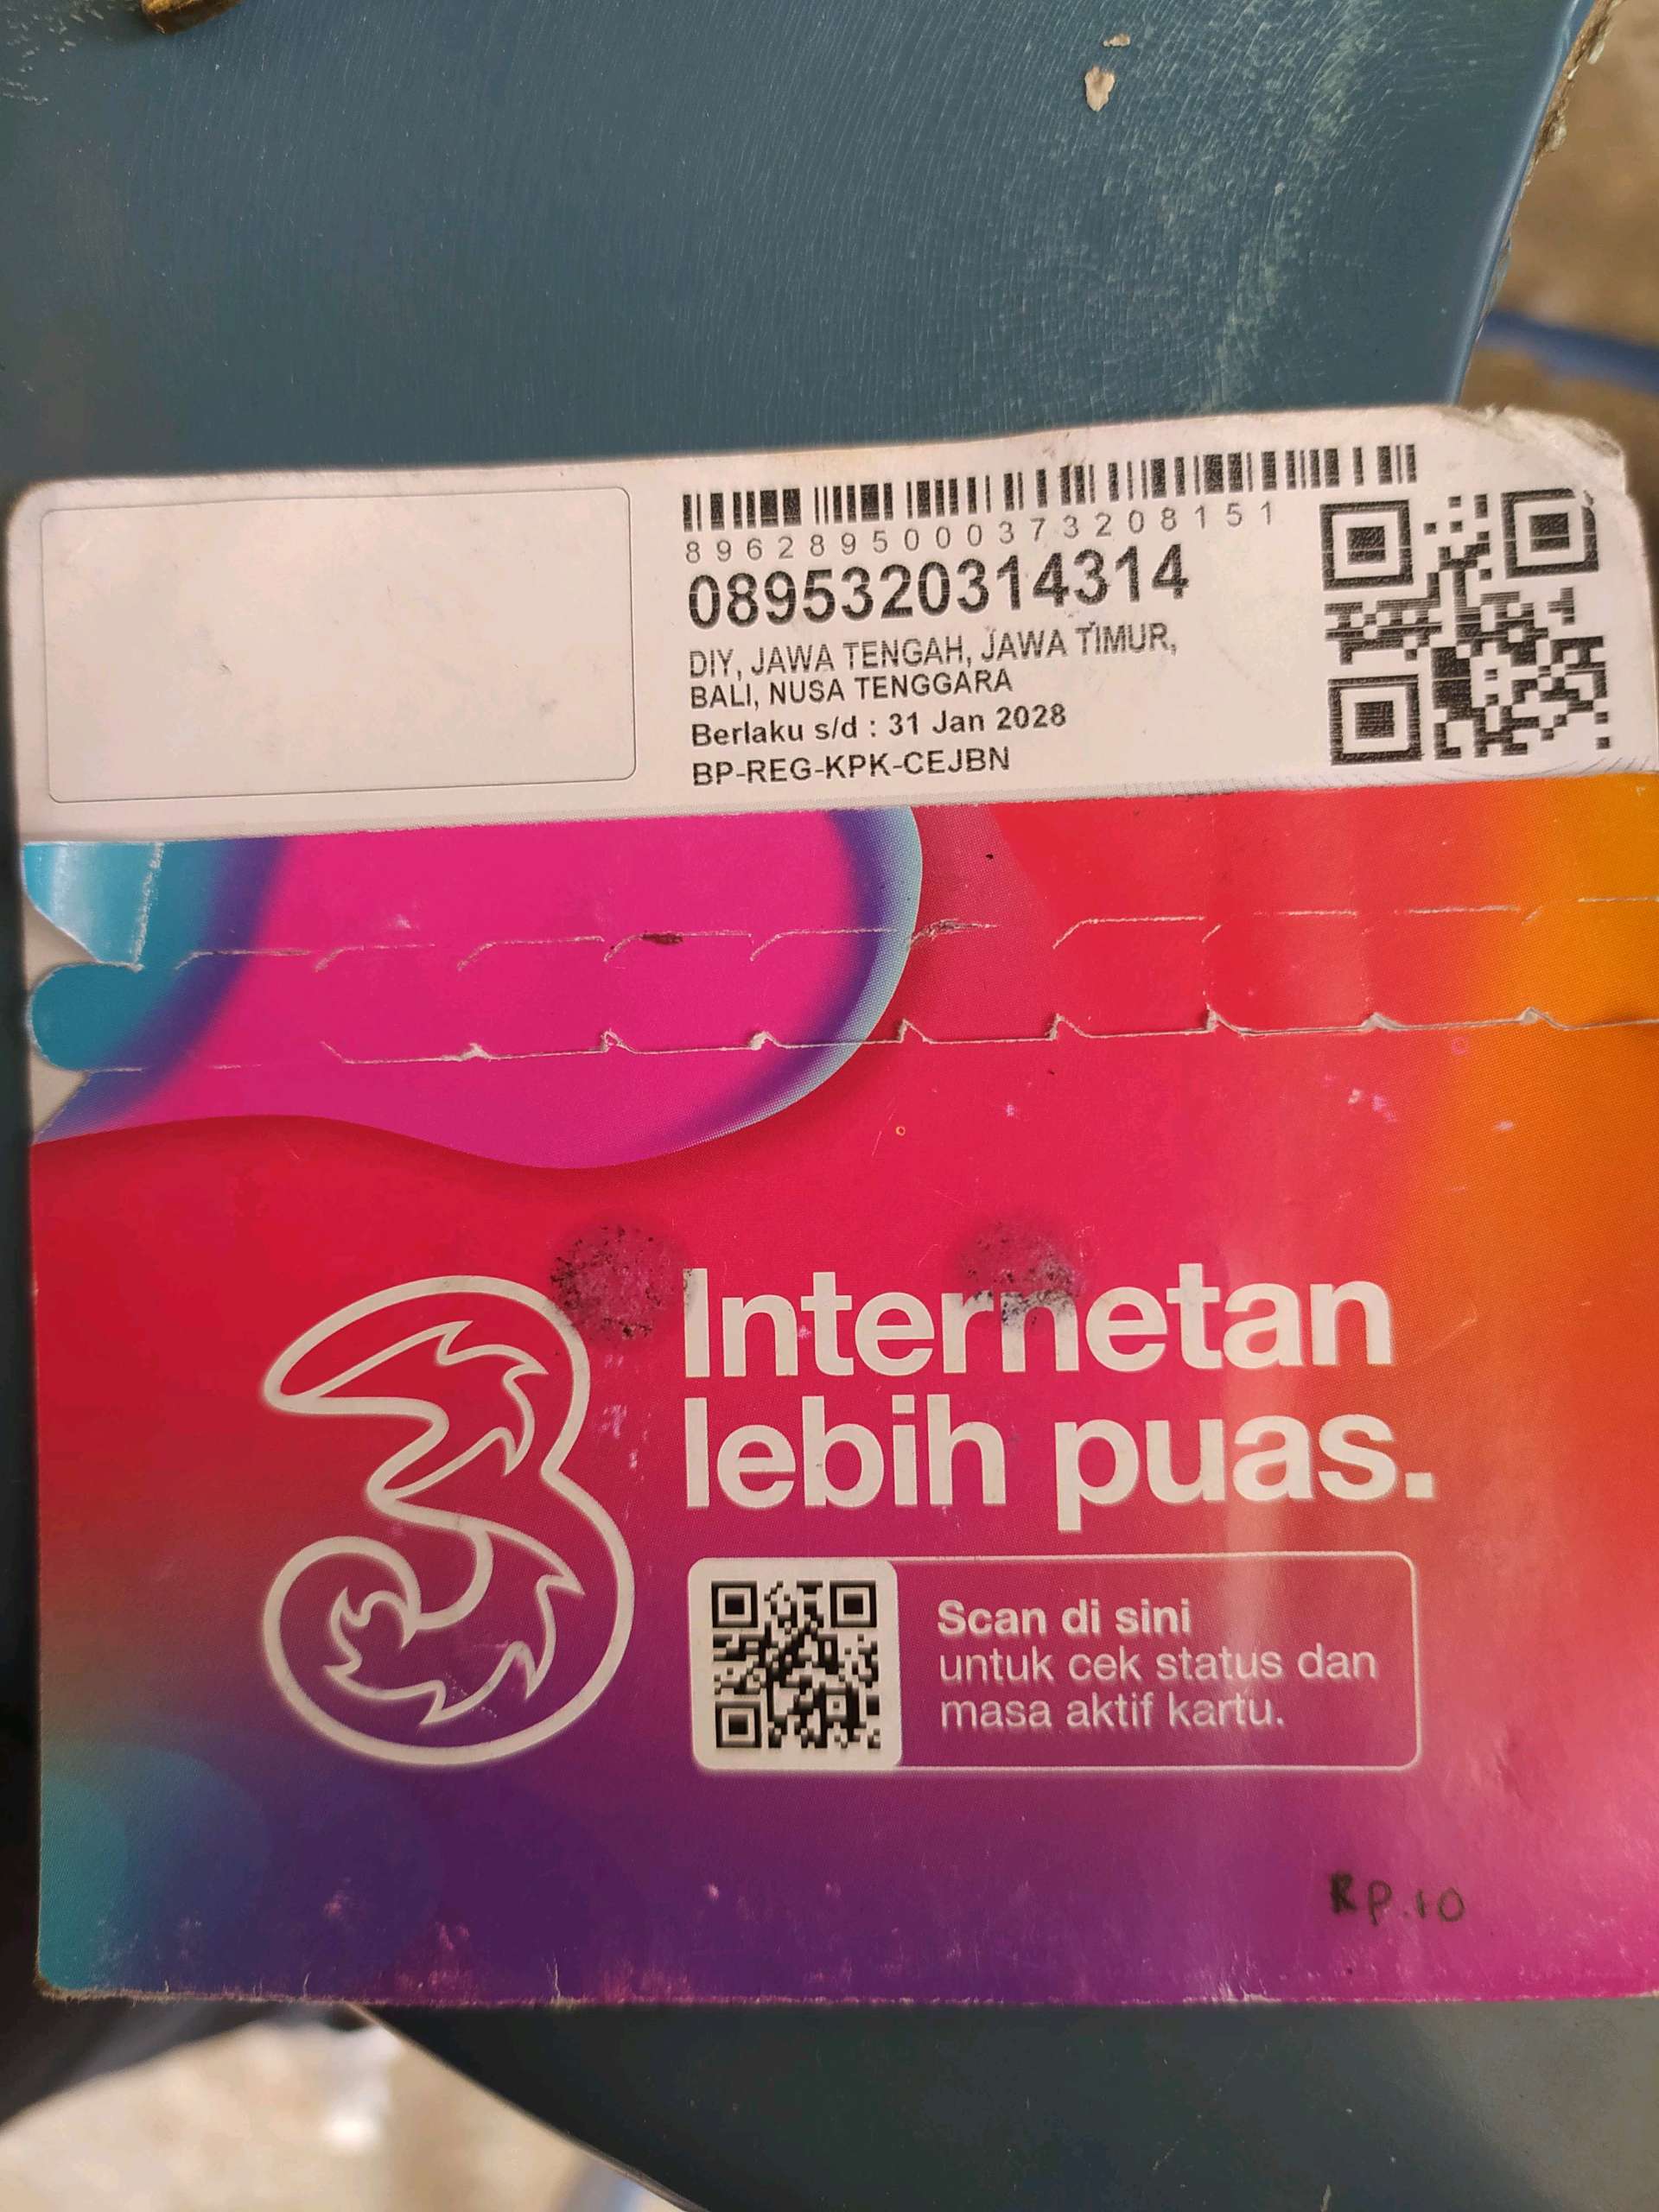 8962895000373208151
0895320314314
DIY, JAWA TENGAH, JAWA TIMUR,
BALI, NUSA TENGGARA
Berlaku s/d : 31 Jan 2028
BP-REG-KPK-CEJBN
3
Internetan
lebih puas.
Scan di sini
untuk cek status dan
masa aktif kartu.
RP.10